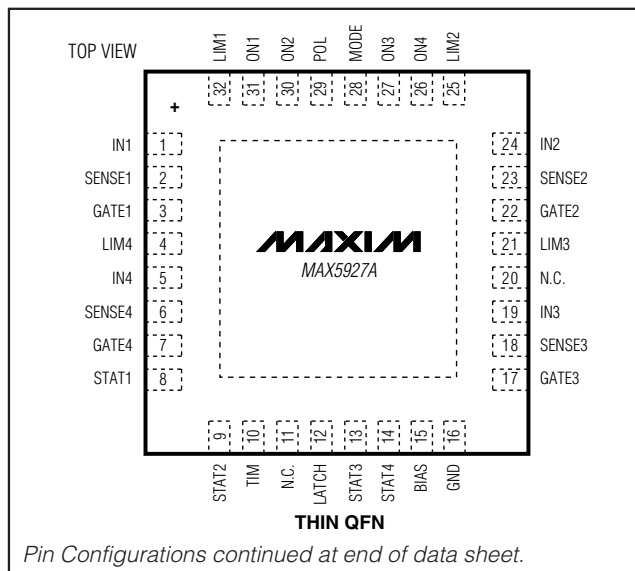 TOP VIEW
LIM1
ON1
ON2
POL
MODE
ON3
ON4
LIM2
32
31
30
29
28
27
26
25
+
IN1 1
SENSE1 2
GATE1 3
LIM4 4
IN4 5
SENSE4 6
GATE4 7
STAT1 8
MAXIM
MAX5927A
24 IN2
23 SENSE2
22 GATE2
21 LIM3
20 N.C.
19 IN3
18 SENSE3
17 GATE3
9
10
11
12
13
14
15
16
STAT2
TIM
N.C.
LATCH
STAT3
STAT4
BIAS
GND
THIN QFN
Pin Configurations continued at end of data sheet.